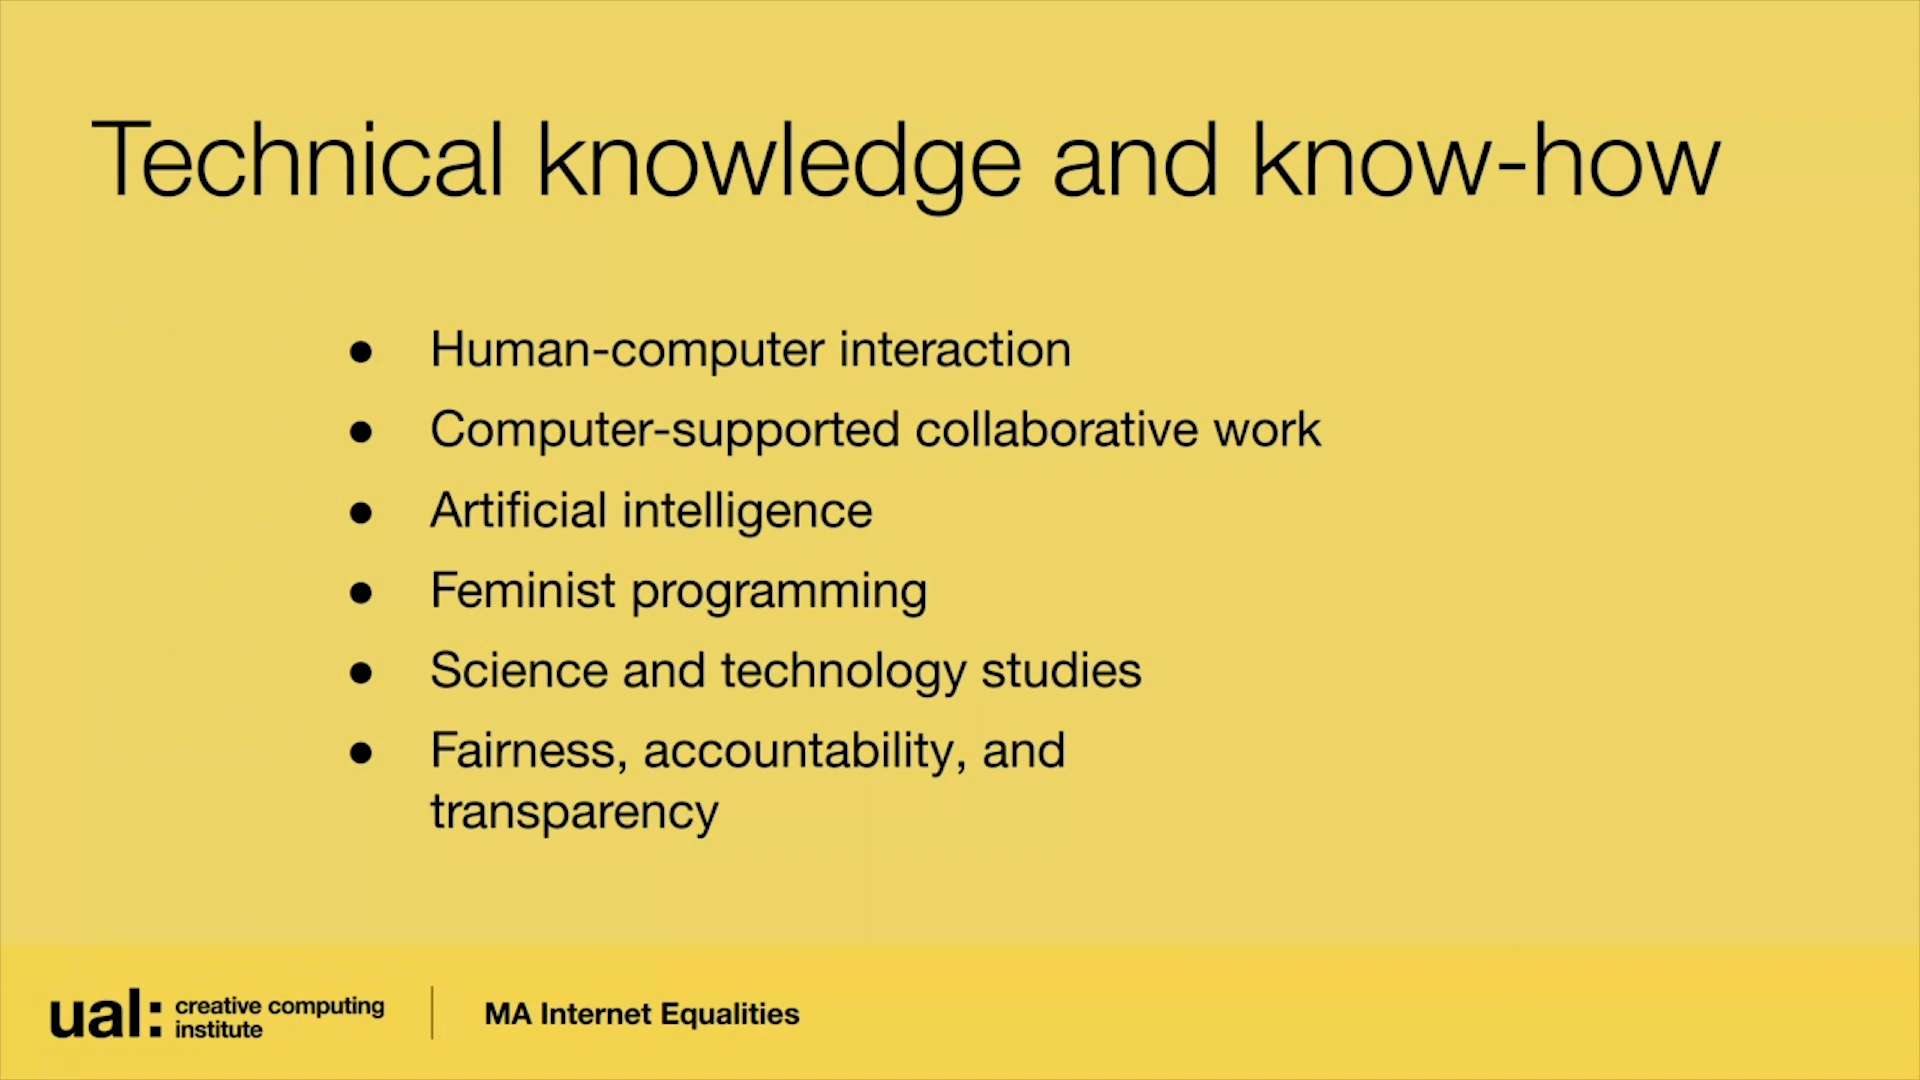 Technical knowledge and know-how
● Human-computer interaction
● Computer-supported collaborative work
● Artificial intelligence
● Feminist programming
● Science and technology studies
● Fairness, accountability, and
transparency
ual: creative computing
institute
MA Internet Equalities